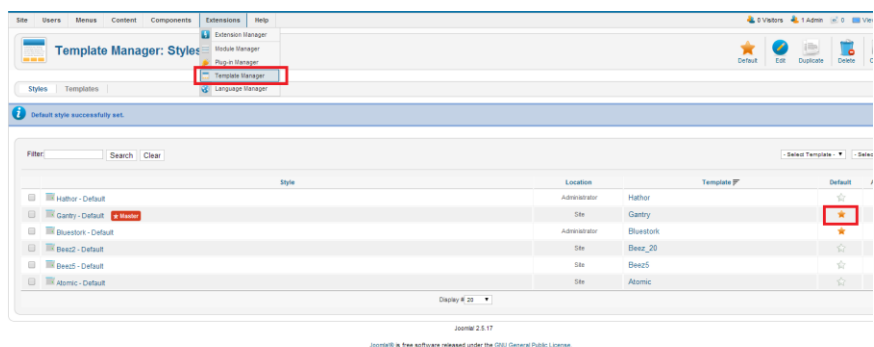 Site Users Menus Content Components Extensions Help 0 Visitors 1 Admin 0
Extension Manager
Template Manager: Styles
Module Manager
Plug-in Manager
Template Manager
Language Manager
Default Edit Duplicate Delete
Styles Templates
Default style successfully set.
Filter: Search Clear - Select Template -
Style Location Template Default
Hathor - Default Administrator Hathor
Gantry - Default Master Site Gantry
Bluestork - Default Administrator Bluestork
Beez2 - Default Site Beez_20
Beez5 - Default Site Beez5
Atomic - Default Site Atomic
Display # 20
Joomla! 2.5.17
Joomla!® is free software released under the GNU General Public License.